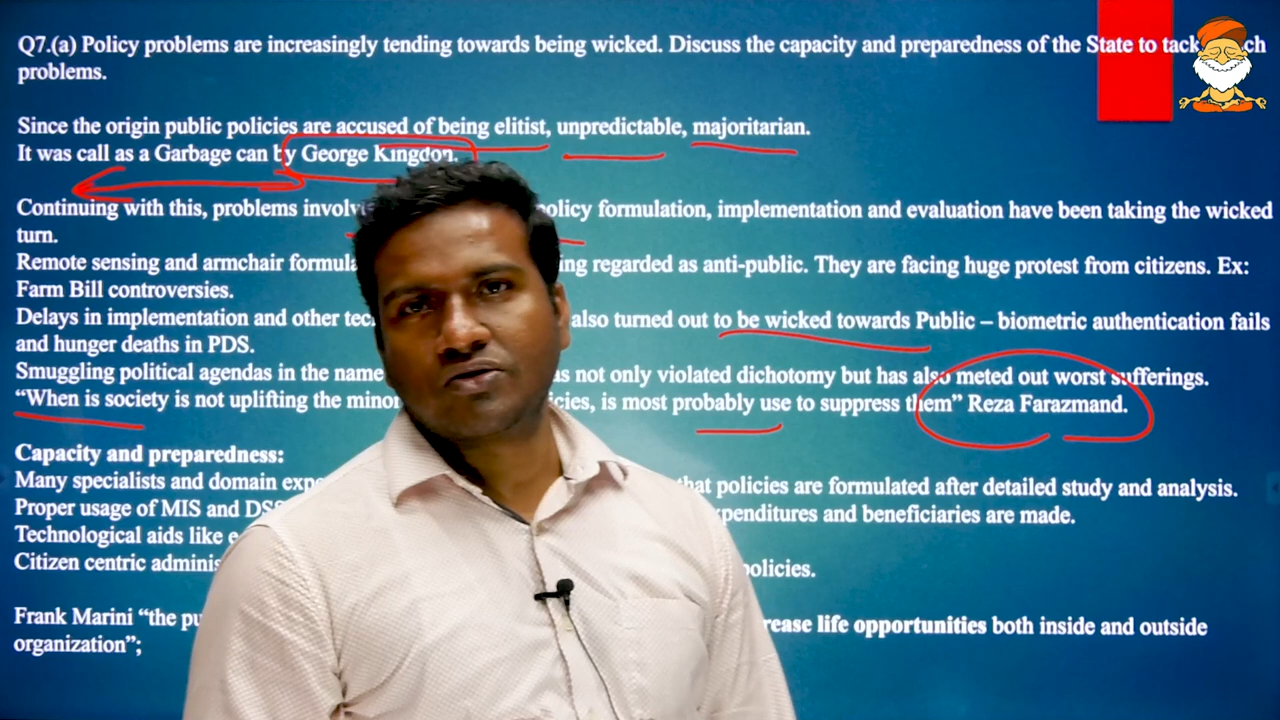 Q7.(a) Policy problems are increasingly tending towards being wicked. Discuss the capacity and preparedness of the State to tack ch
problems.
Since the origin public policies are accused of being elitist, unpredictable, majoritarian.
It was call as a Garbage can by George Kingdon.
Continuing with this, problems involv policy formulation, implementation and evaluation have been taking the wicked
turn.
Remote sensing and armchair formula ing regarded as anti-public. They are facing huge protest from citizens. Ex:
Farm Bill controversies.
Delays in implementation and other tec also turned out to be wicked towards Public – biometric authentication fails
and hunger deaths in PDS.
Smuggling political agendas in the name as not only violated dichotomy but has also meted out worst sufferings.
“When is society is not uplifting the minor icies, is most probably use to suppress them” Reza Farazmand.
Capacity and preparedness:
Many specialists and domain expe that policies are formulated after detailed study and analysis.
Proper usage of MIS and DSS xpenditures and beneficiaries are made.
Technological aids like e
Citizen centric adminis policies.
Frank Marini “the pu rease life opportunities both inside and outside
organization”;